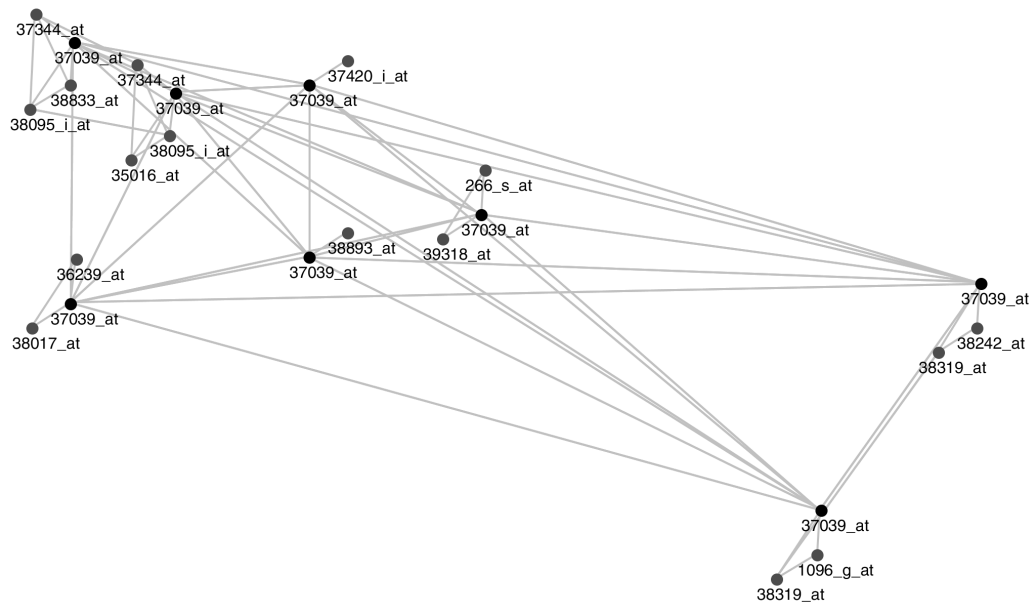 37344_at
37039_at
37344_at
37420_i_at
38833_at
37039_at
37039_at
38095_i_at
38095_i_at
35016_at
266_s_at
37039_at
38893_at
39318_at
36239_at
37039_at
37039_at
37039_at
38017_at
38242_at
38319_at
37039_at
1096_g_at
38319_at